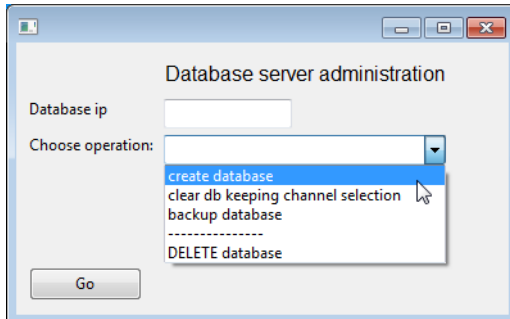 Database server administration
Database ip
Choose operation:
create database
clear db keeping channel selection
backup database
---------------
DELETE database
Go